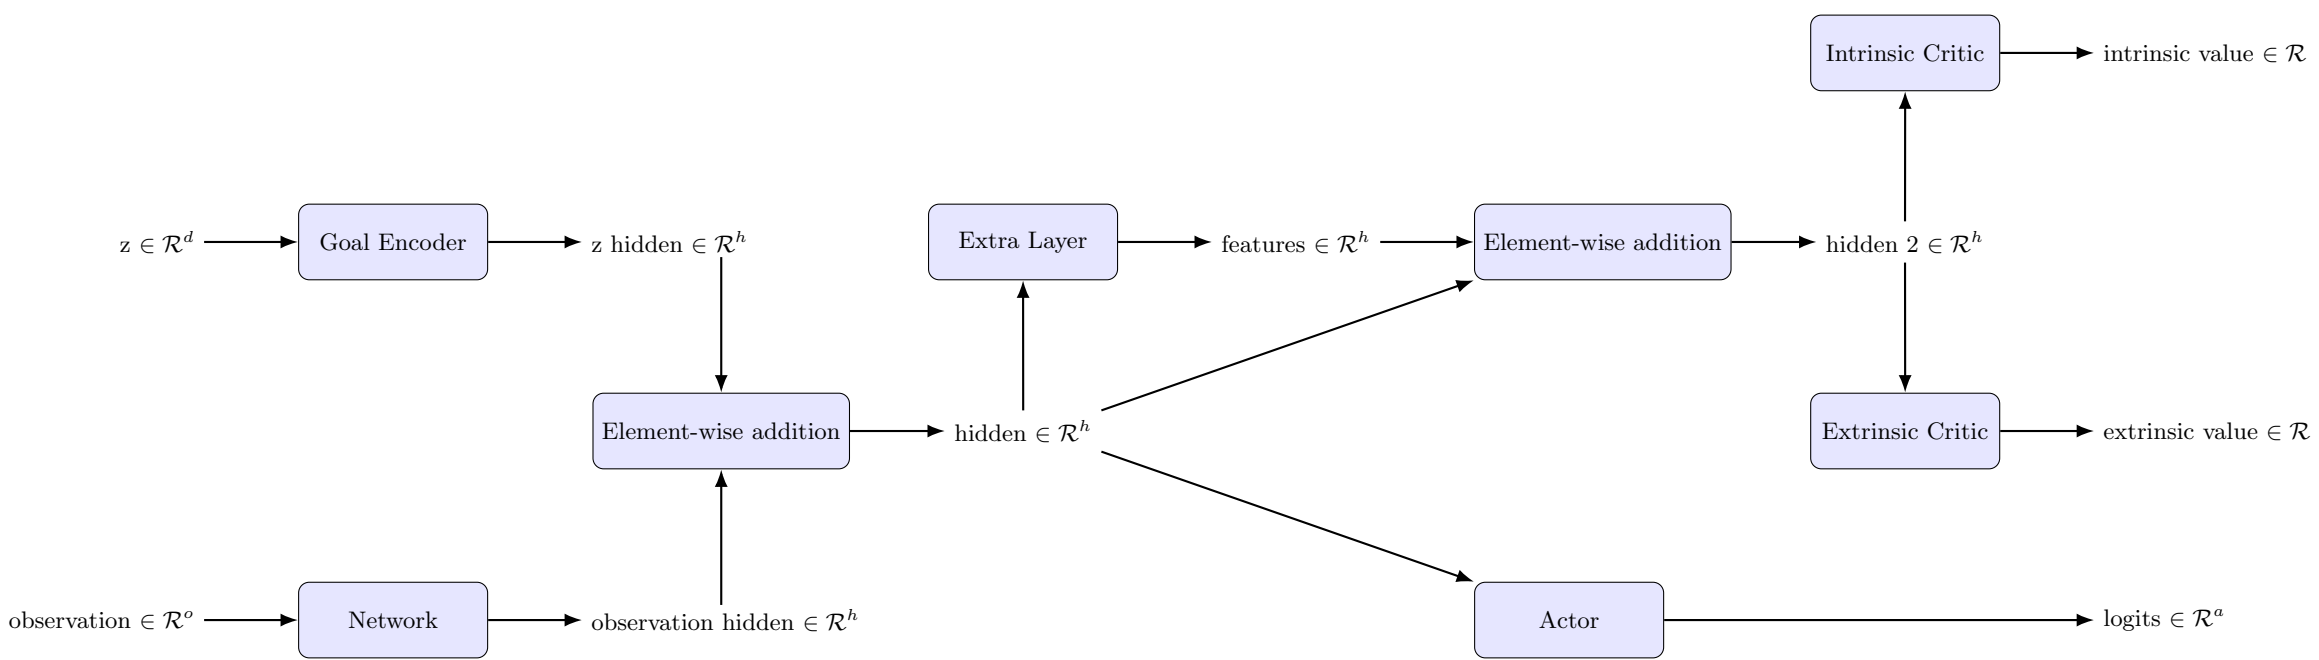 Intrinsic Critic
intrinsic value ∈ ℛ
z ∈ ℛ^d
Goal Encoder
z hidden ∈ ℛ^h
Extra Layer
features ∈ ℛ^h
Element-wise addition
hidden 2 ∈ ℛ^h
Element-wise addition
hidden ∈ ℛ^h
Extrinsic Critic
extrinsic value ∈ ℛ
observation ∈ ℛ^o
Network
observation hidden ∈ ℛ^h
Actor
logits ∈ ℛ^a